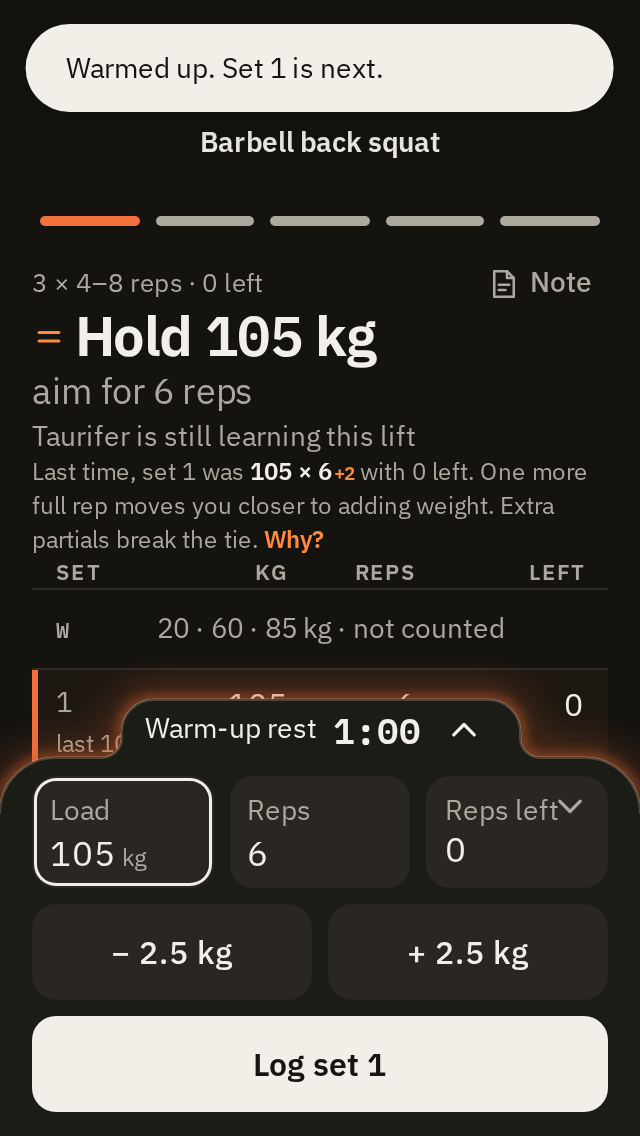 Warmed up. Set 1 is next.
Barbell back squat
3 × 4–8 reps · 0 left
Note
= Hold 105 kg
aim for 6 reps
Taurifer is still learning this lift
Last time, set 1 was 105 × 6 +2 with 0 left. One more
full rep moves you closer to adding weight. Extra
partials break the tie. Why?
SET KG REPS LEFT
W 20 · 60 · 85 kg · not counted
1 0
last
Warm-up rest 1:00
Load Reps Reps left
105 kg 6 0
− 2.5 kg + 2.5 kg
Log set 1